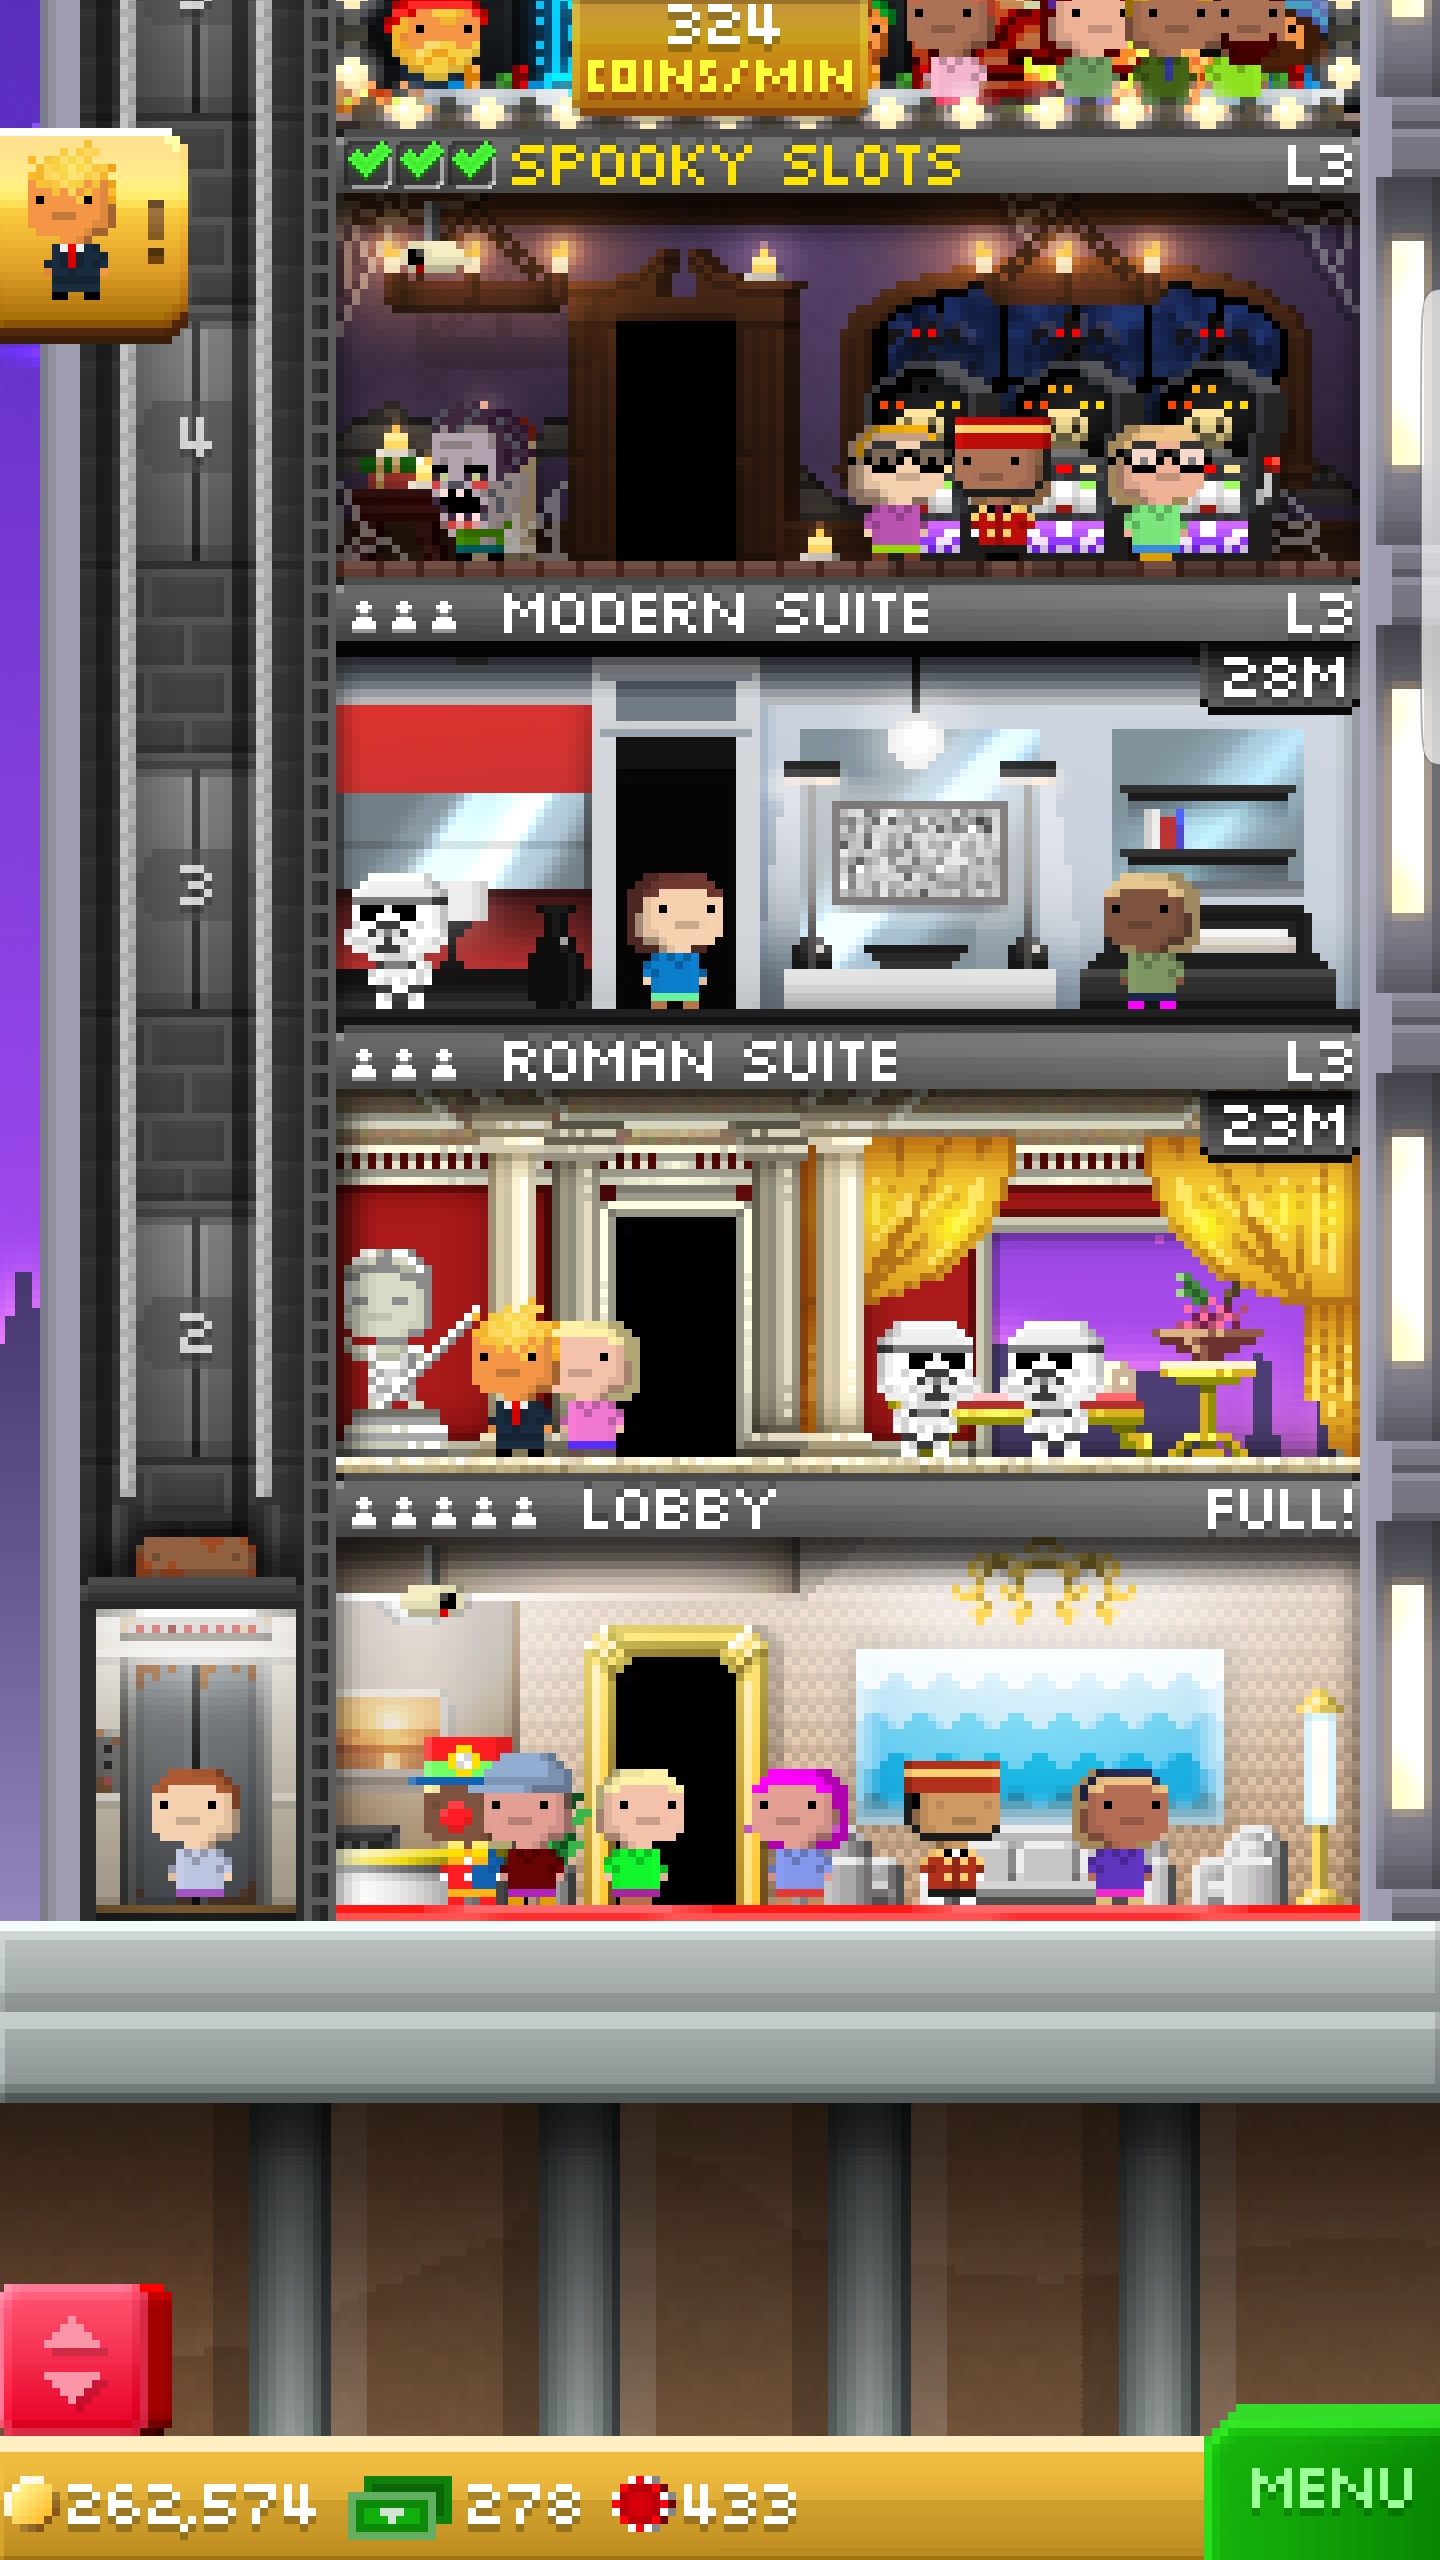 324
COINS/MIN
!
SPOOKY SLOTS L3
4
MODERN SUITE L3
28M
3
ROMAN SUITE L3
23M
2
LOBBY FULL!
262,574 278 433
MENU